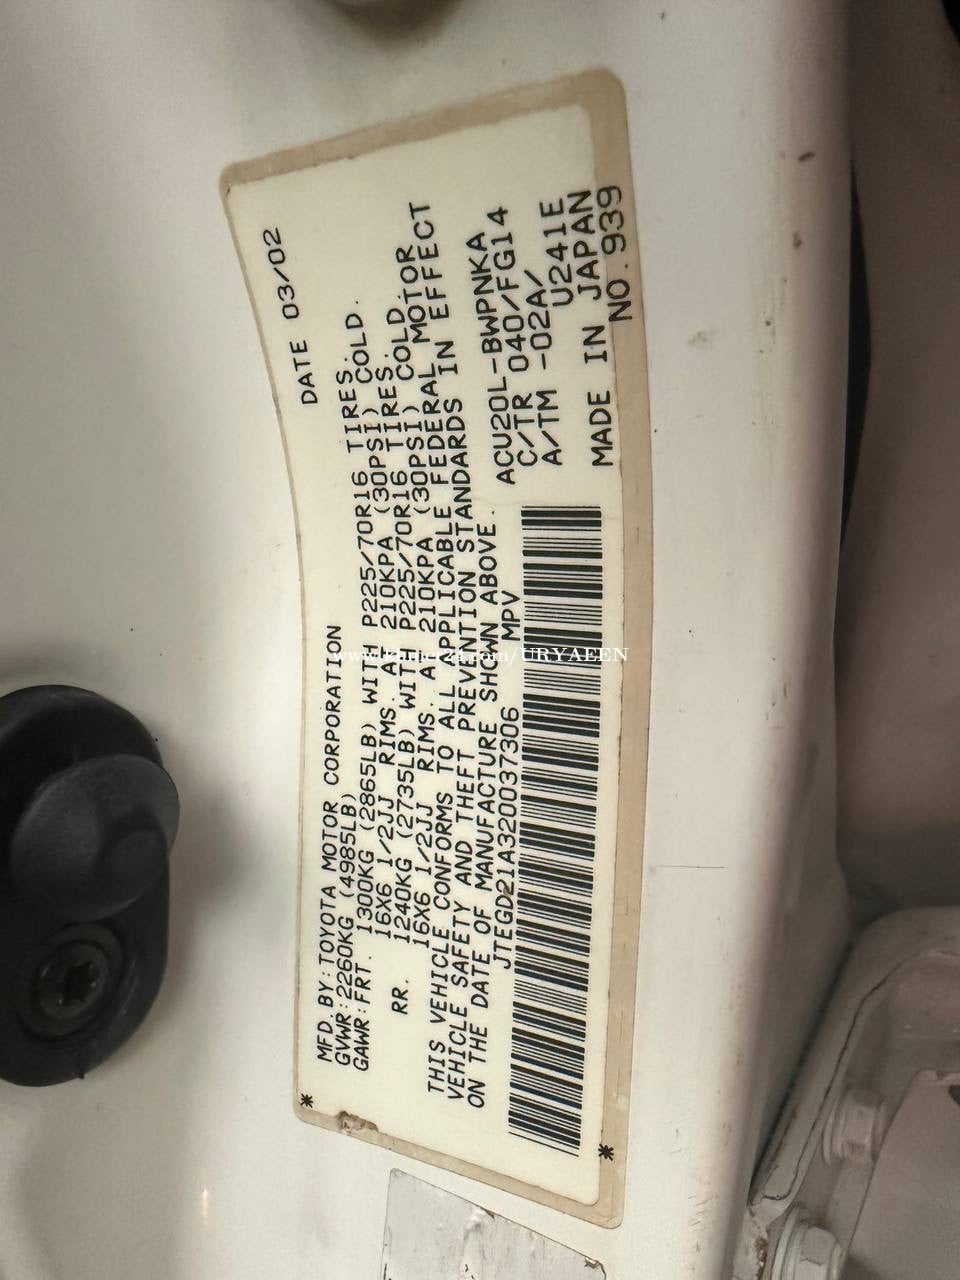 DATE 03/02
MFD.BY:TOYOTA MOTOR CORPORATION
GVWR:2260KG (4985LB)
GAWR:FRT. 1300KG (2865LB) WITH P225/70R16 TIRES.
16X6 1/2JJ RIMS. AT 210KPA (30PSI) COLD.
RR. 1240KG (2735LB) WITH P225/70R16 TIRES.
16X6 1/2JJ RIMS. AT 210KPA (30PSI) COLD.
THIS VEHICLE CONFORMS TO ALL APPLICABLE FEDERAL MOTOR
VEHICLE SAFETY AND THEFT PREVENTION STANDARDS IN EFFECT
ON THE DATE OF MANUFACTURE SHOWN ABOVE.
JTEGD21A320037306 MPV
ACU20L-BWPNKA
C/TR 040/FG14
A/TM -02A/
U241E
MADE IN JAPAN
NO.939
www.khmer24.com/URYAEEN